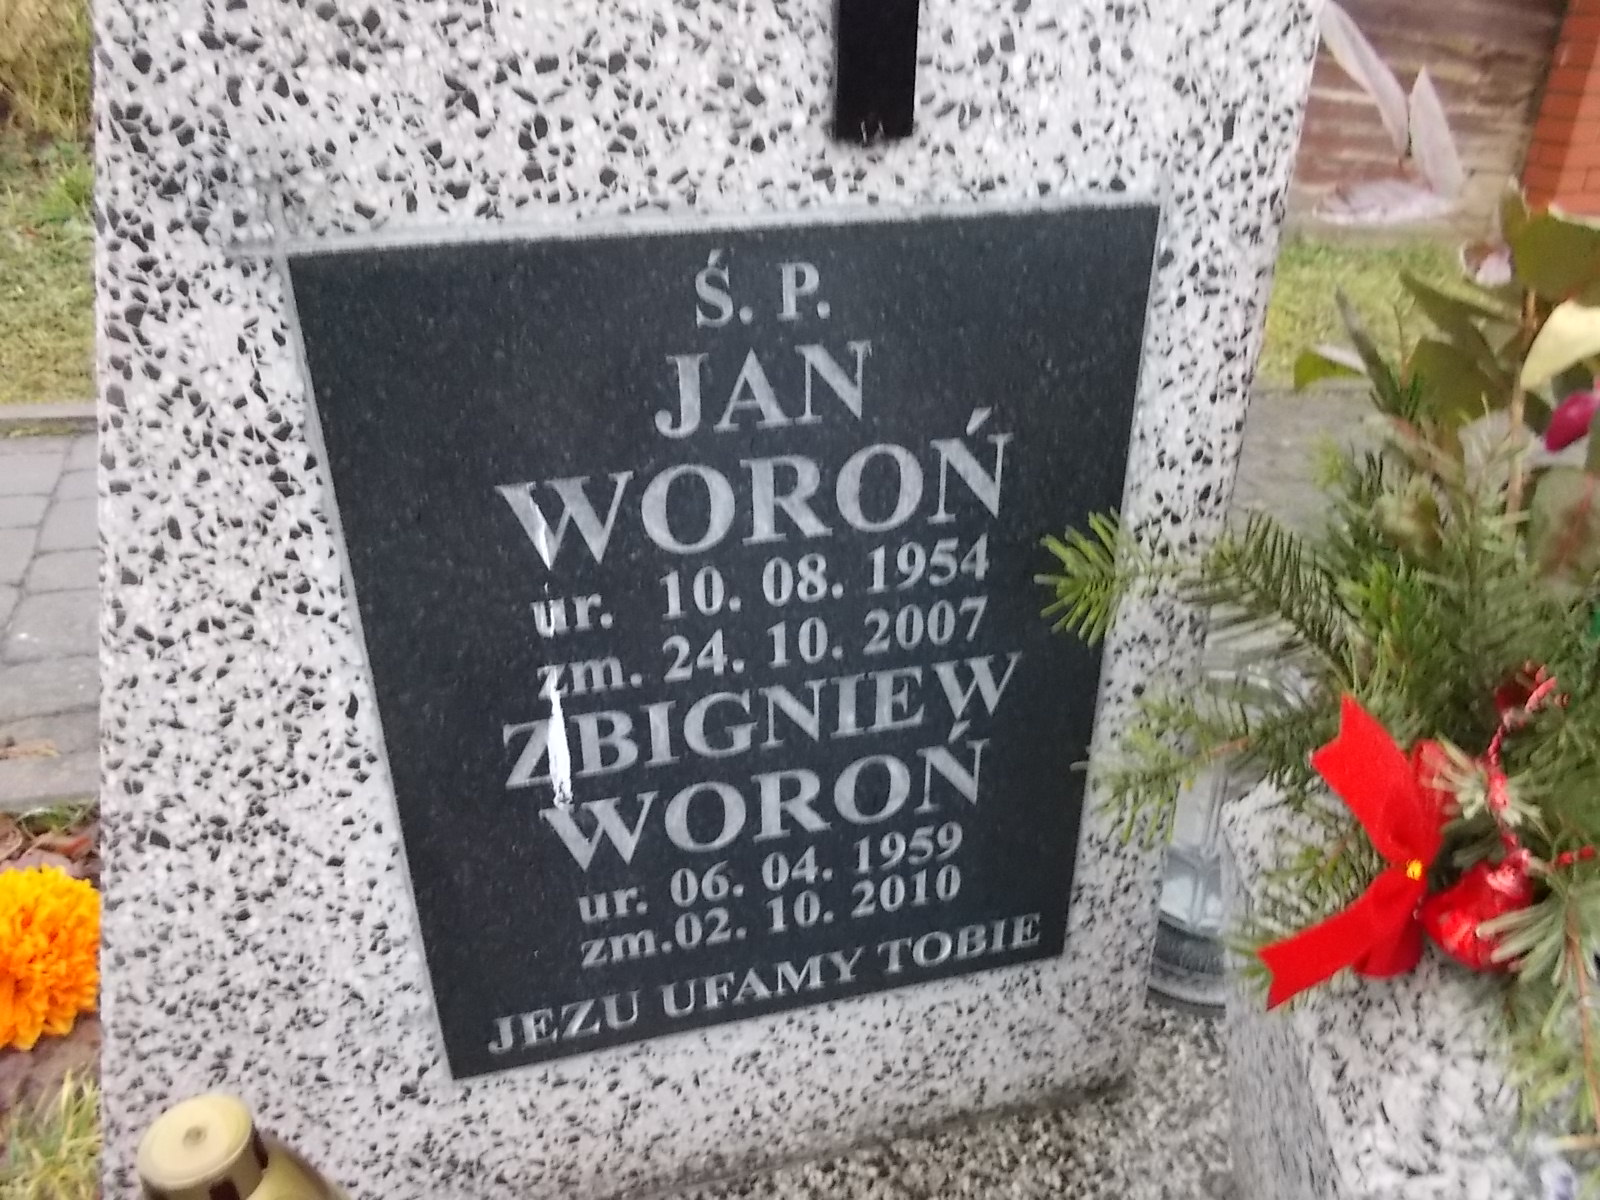 Ś. P.
JAN
WOROŃ
ur. 10. 08. 1954
zm. 24. 10. 2007
ZBIGNIEW
WOROŃ
ur. 06. 04. 1959
zm.02. 10. 2010
JEZU UFAMY TOBIE